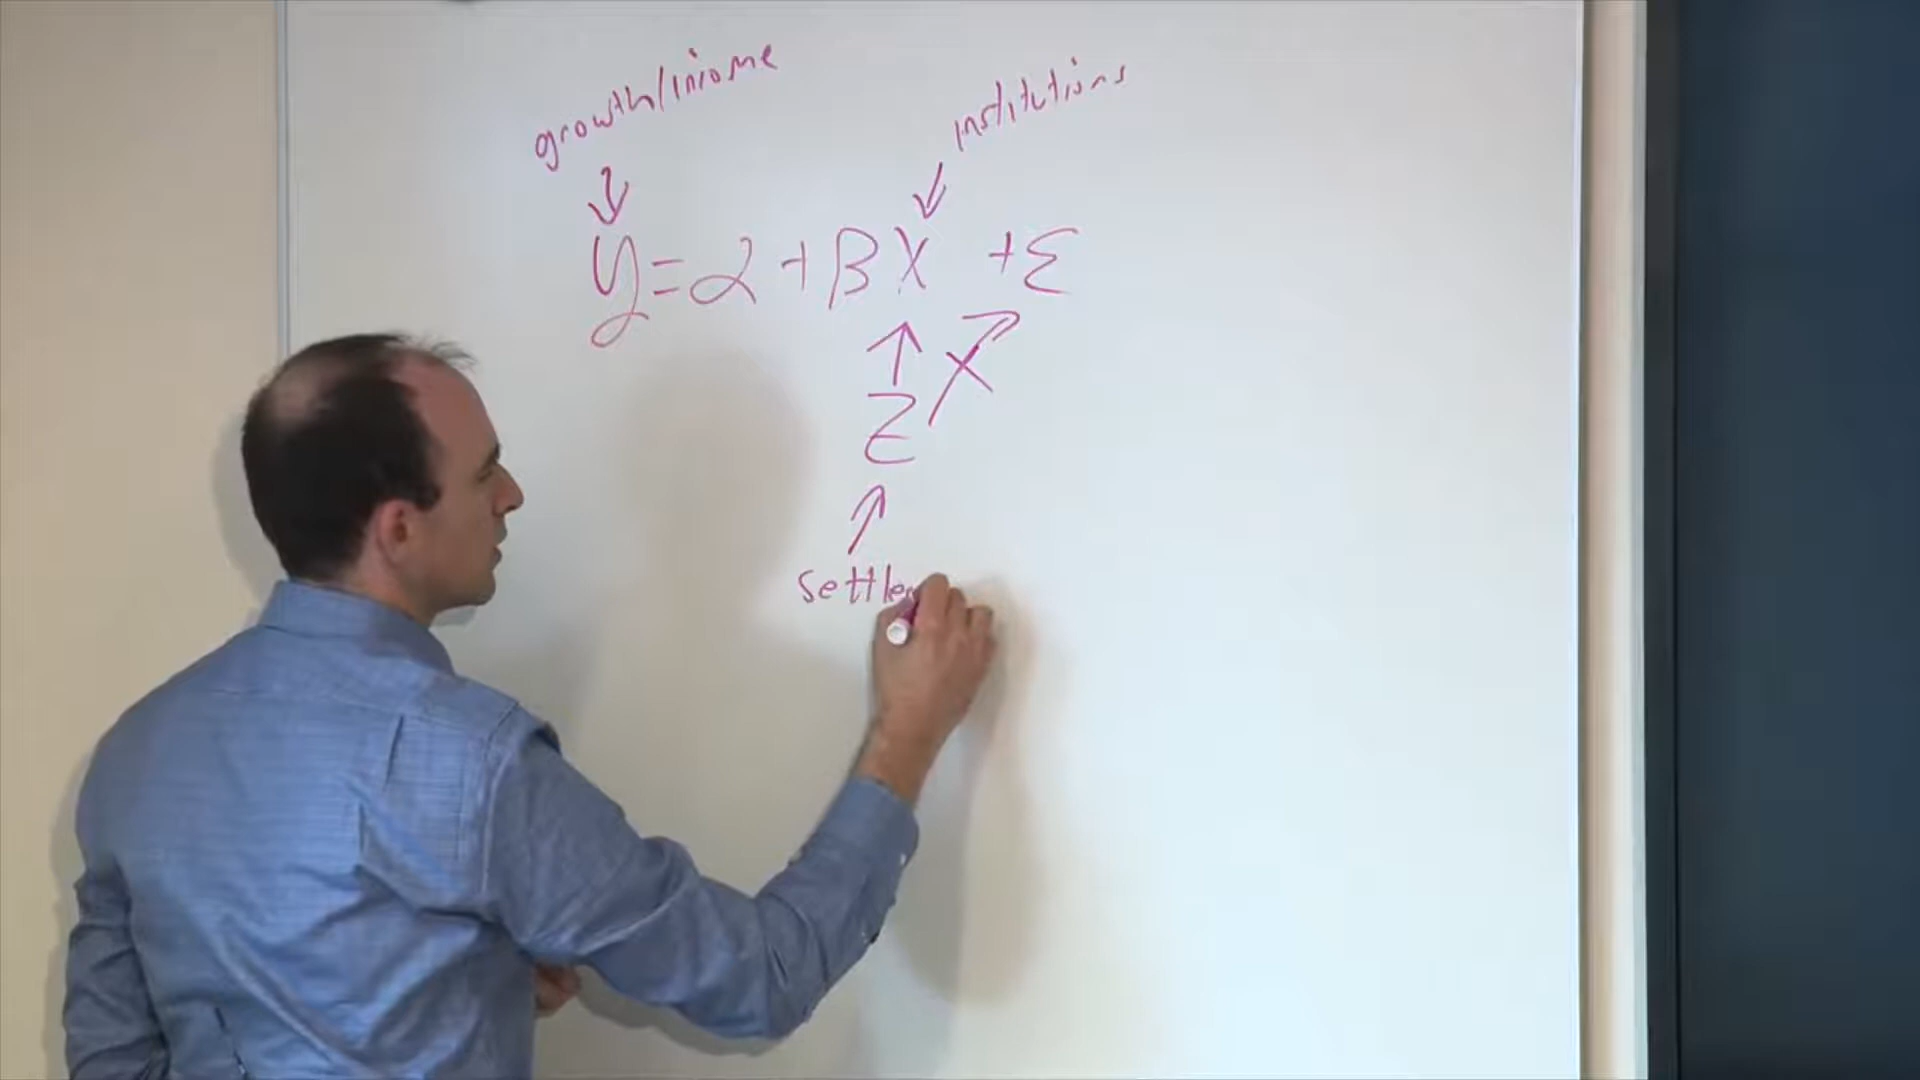 growth/income
institutions
y = α + βX + ε
X
Z
settler